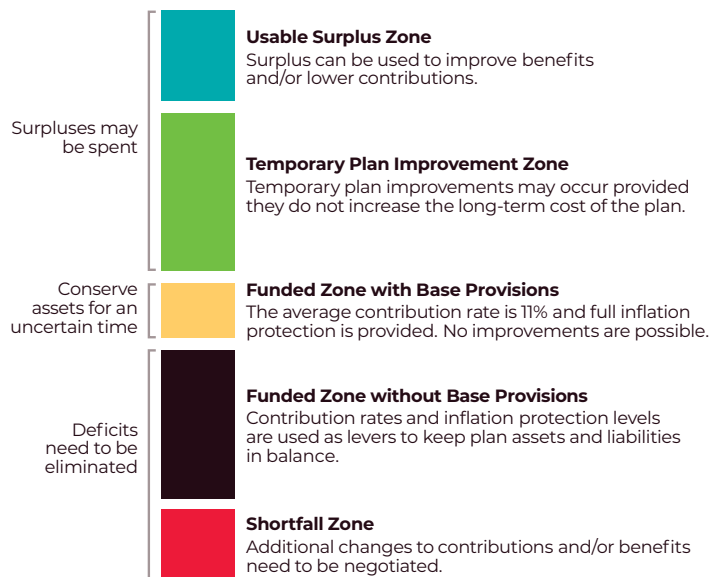 Surpluses may
be spent
Usable Surplus Zone
Surplus can be used to improve benefits
and/or lower contributions.
Temporary Plan Improvement Zone
Temporary plan improvements may occur provided
they do not increase the long-term cost of the plan.
Conserve
assets for an
uncertain time
Funded Zone with Base Provisions
The average contribution rate is 11% and full inflation
protection is provided. No improvements are possible.
Deficits
need to be
eliminated
Funded Zone without Base Provisions
Contribution rates and inflation protection levels
are used as levers to keep plan assets and liabilities
in balance.
Shortfall Zone
Additional changes to contributions and/or benefits
need to be negotiated.